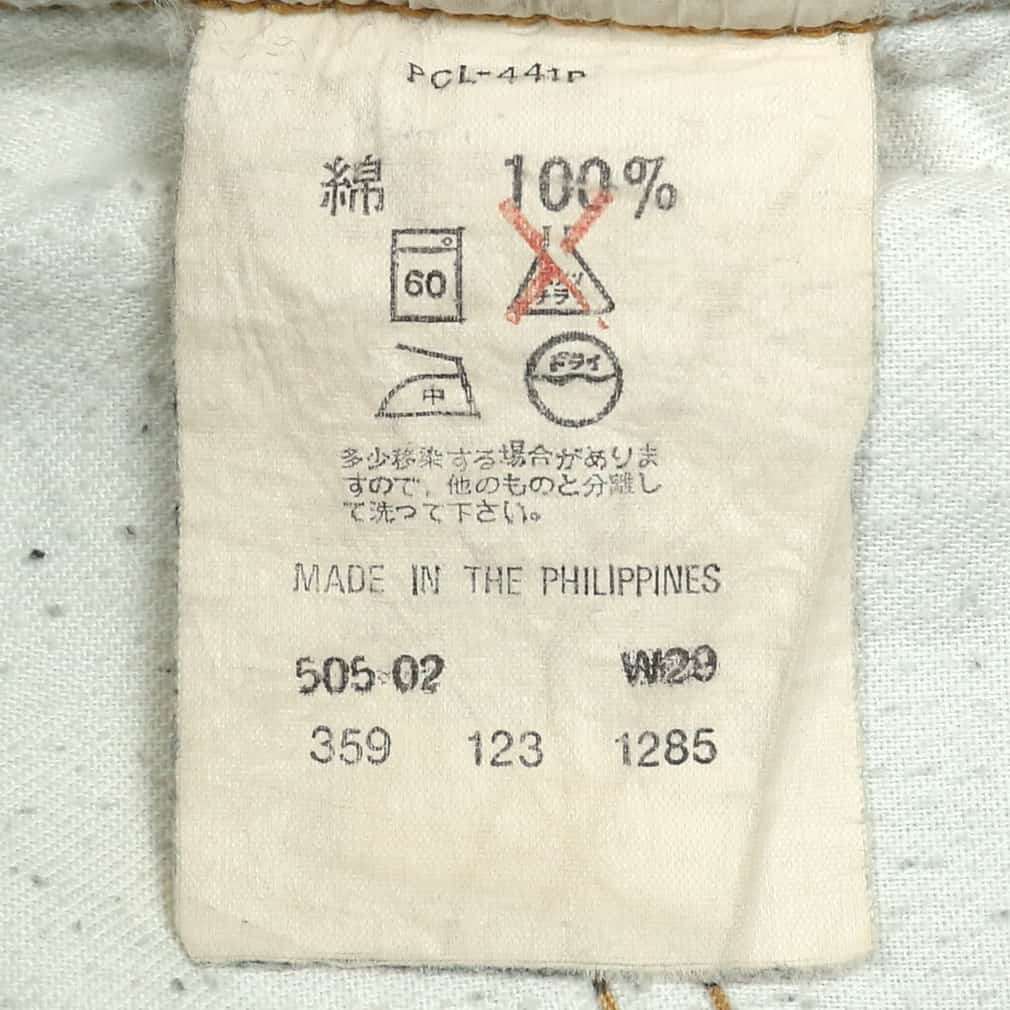 PCL-441P
綿 100%
60
中 ドライ
多少移染する場合がありま
すので、他のものと分離し
て洗って下さい。
MADE IN THE PHILIPPINES
505-02 W29
359 123 1285